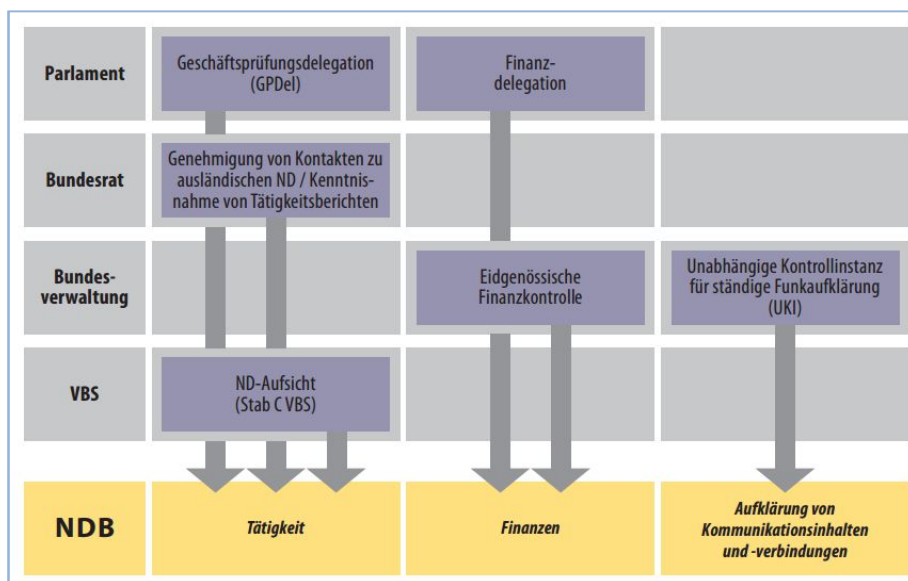 Parlament
Geschäftsprüfungsdelegation
(GPDel)
Finanz-
delegation
Bundesrat
Genehmigung von Kontakten zu
ausländischen ND / Kenntnis-
nahme von Tätigkeitsberichten
Bundes-
verwaltung
Eidgenössische
Finanzkontrolle
Unabhängige Kontrollinstanz
für ständige Funkaufklärung
(UKI)
VBS
ND-Aufsicht
(Stab C VBS)
NDB
Tätigkeit
Finanzen
Aufklärung von
Kommunikationsinhalten
und -verbindungen